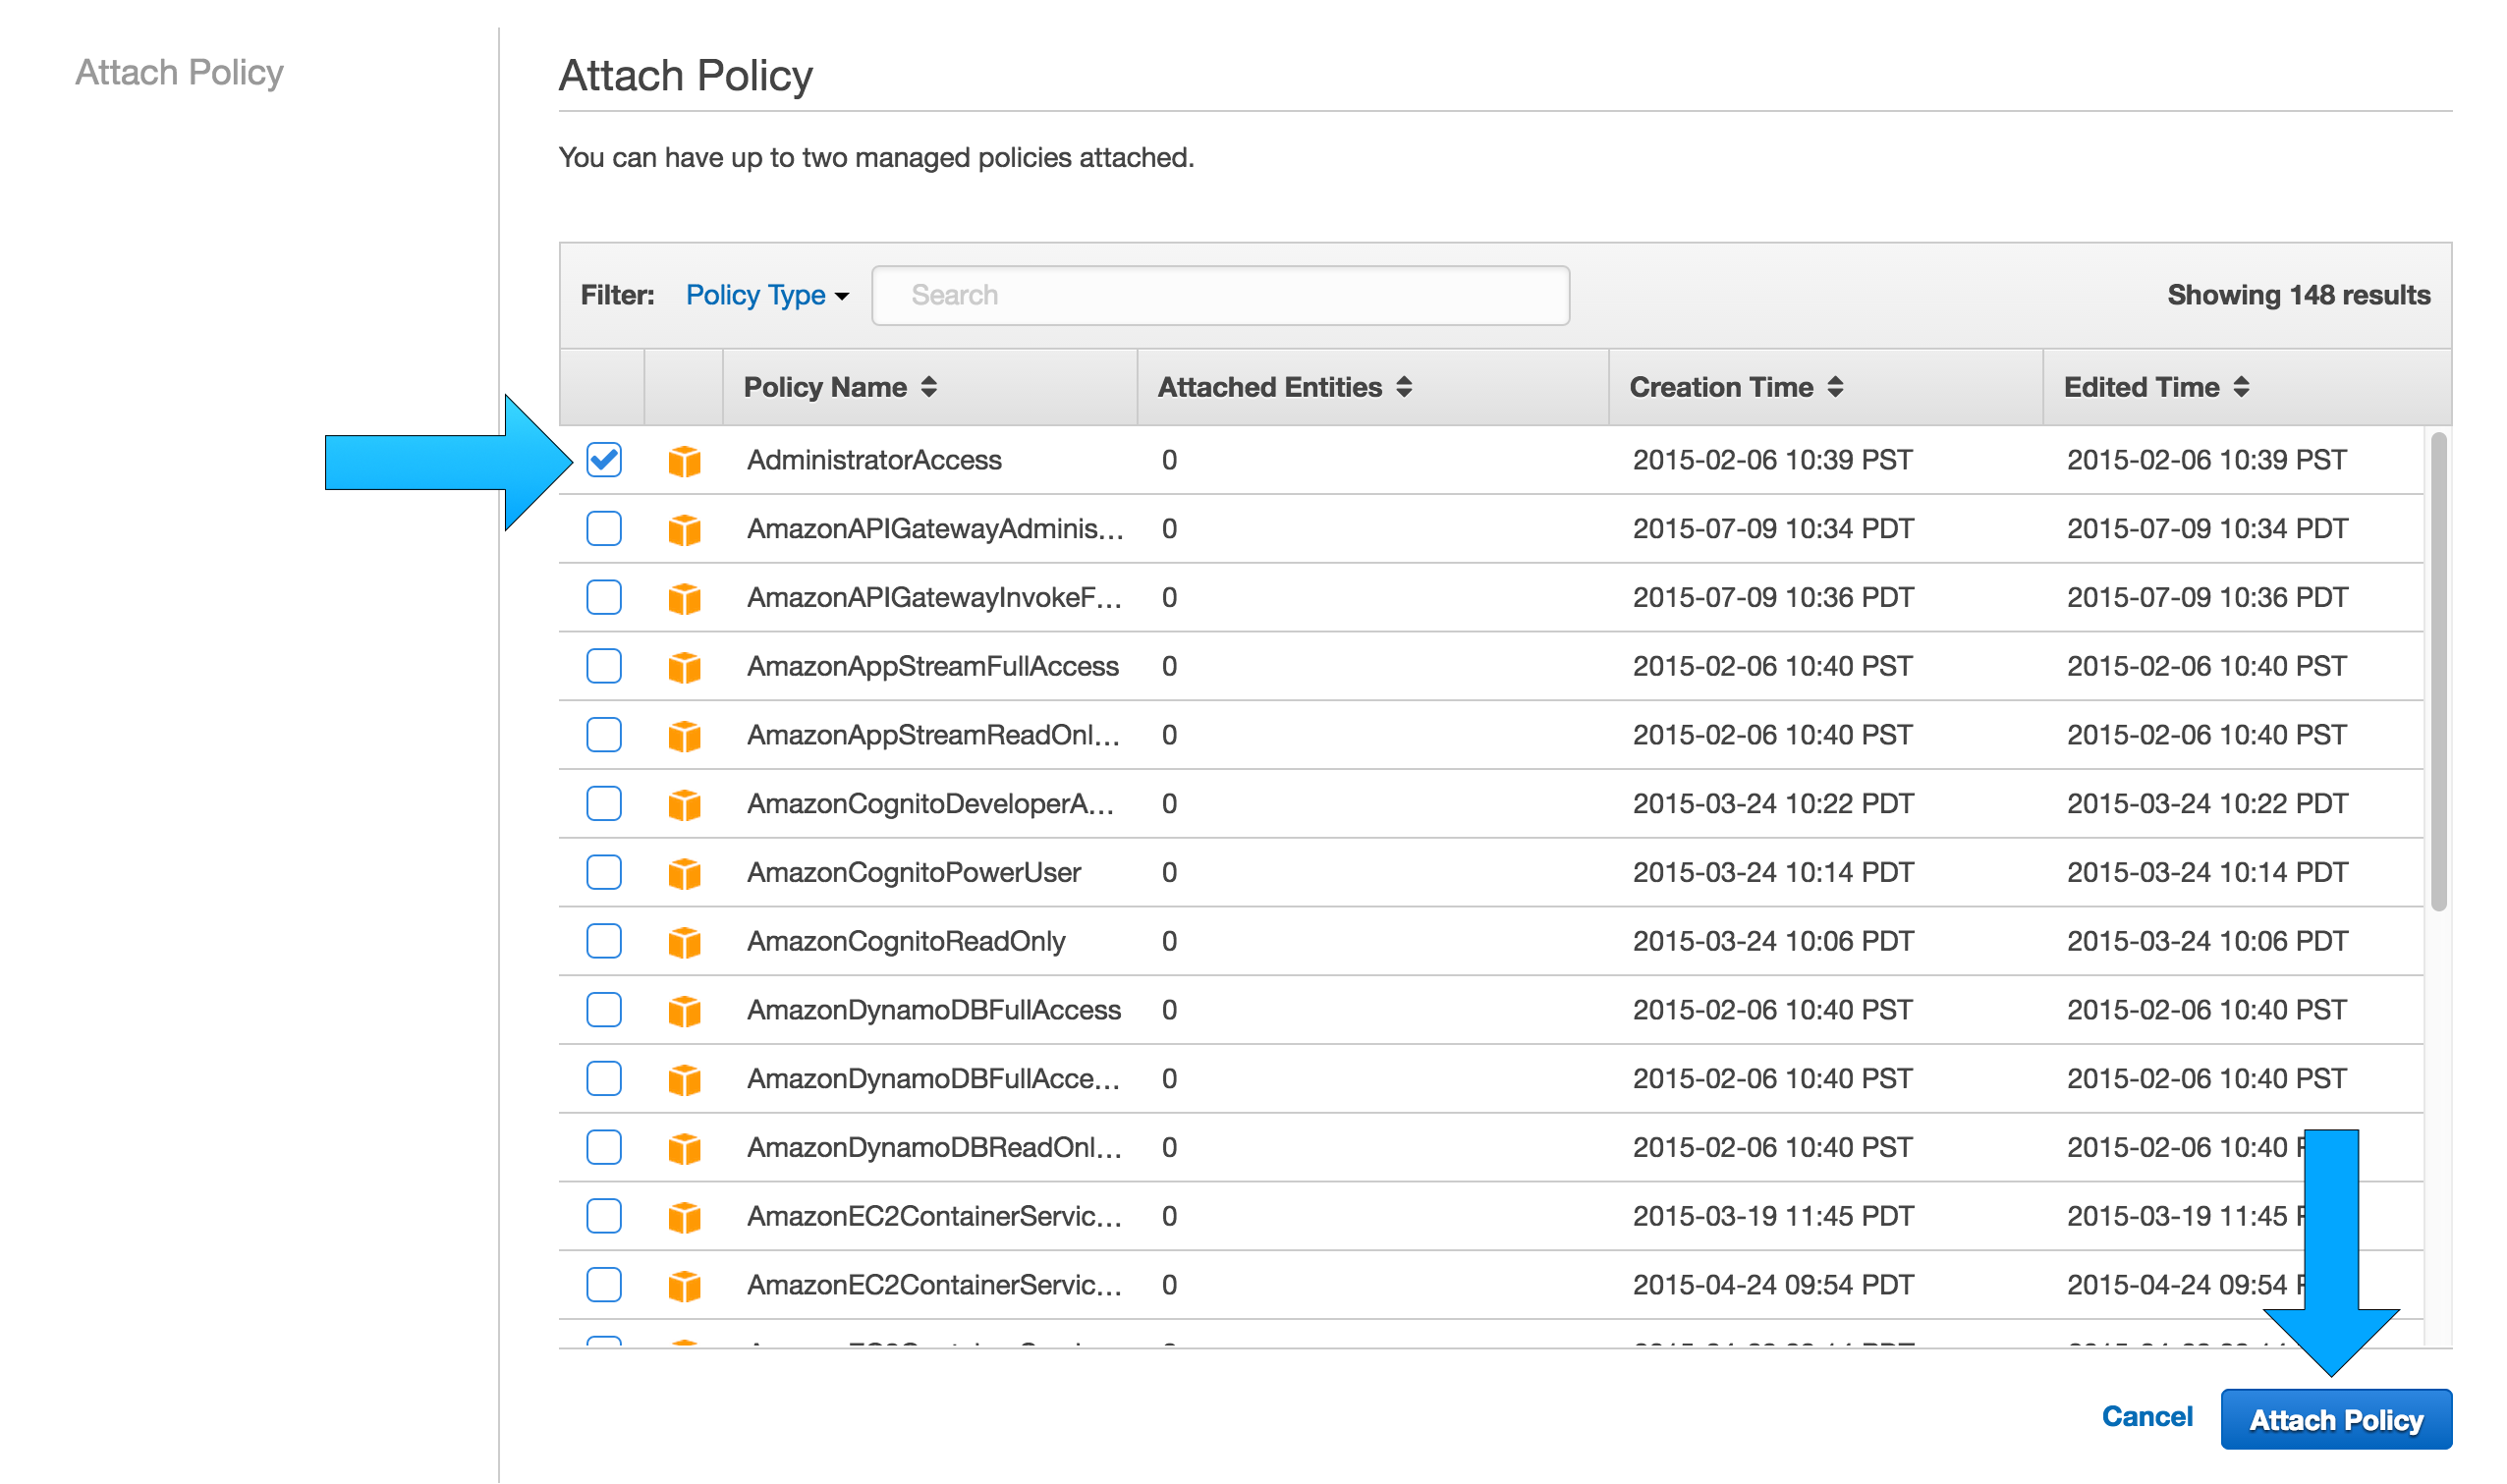 Attach Policy
Attach Policy
You can have up to two managed policies attached.
Filter: Policy Type Search Showing 148 results
Policy Name Attached Entities Creation Time Edited Time
AdministratorAccess 0 2015-02-06 10:39 PST 2015-02-06 10:39 PST
AmazonAPIGatewayAdminis... 0 2015-07-09 10:34 PDT 2015-07-09 10:34 PDT
AmazonAPIGatewayInvokeF... 0 2015-07-09 10:36 PDT 2015-07-09 10:36 PDT
AmazonAppStreamFullAccess 0 2015-02-06 10:40 PST 2015-02-06 10:40 PST
AmazonAppStreamReadOnl... 0 2015-02-06 10:40 PST 2015-02-06 10:40 PST
AmazonCognitoDeveloperA... 0 2015-03-24 10:22 PDT 2015-03-24 10:22 PDT
AmazonCognitoPowerUser 0 2015-03-24 10:14 PDT 2015-03-24 10:14 PDT
AmazonCognitoReadOnly 0 2015-03-24 10:06 PDT 2015-03-24 10:06 PDT
AmazonDynamoDBFullAccess 0 2015-02-06 10:40 PST 2015-02-06 10:40 PST
AmazonDynamoDBFullAcce... 0 2015-02-06 10:40 PST 2015-02-06 10:40 PST
AmazonDynamoDBReadOnl... 0 2015-02-06 10:40 PST 2015-02-06 10:40
AmazonEC2ContainerServic... 0 2015-03-19 11:45 PDT 2015-03-19 11:45
AmazonEC2ContainerServic... 0 2015-04-24 09:54 PDT 2015-04-24 09:54
Cancel Attach Policy